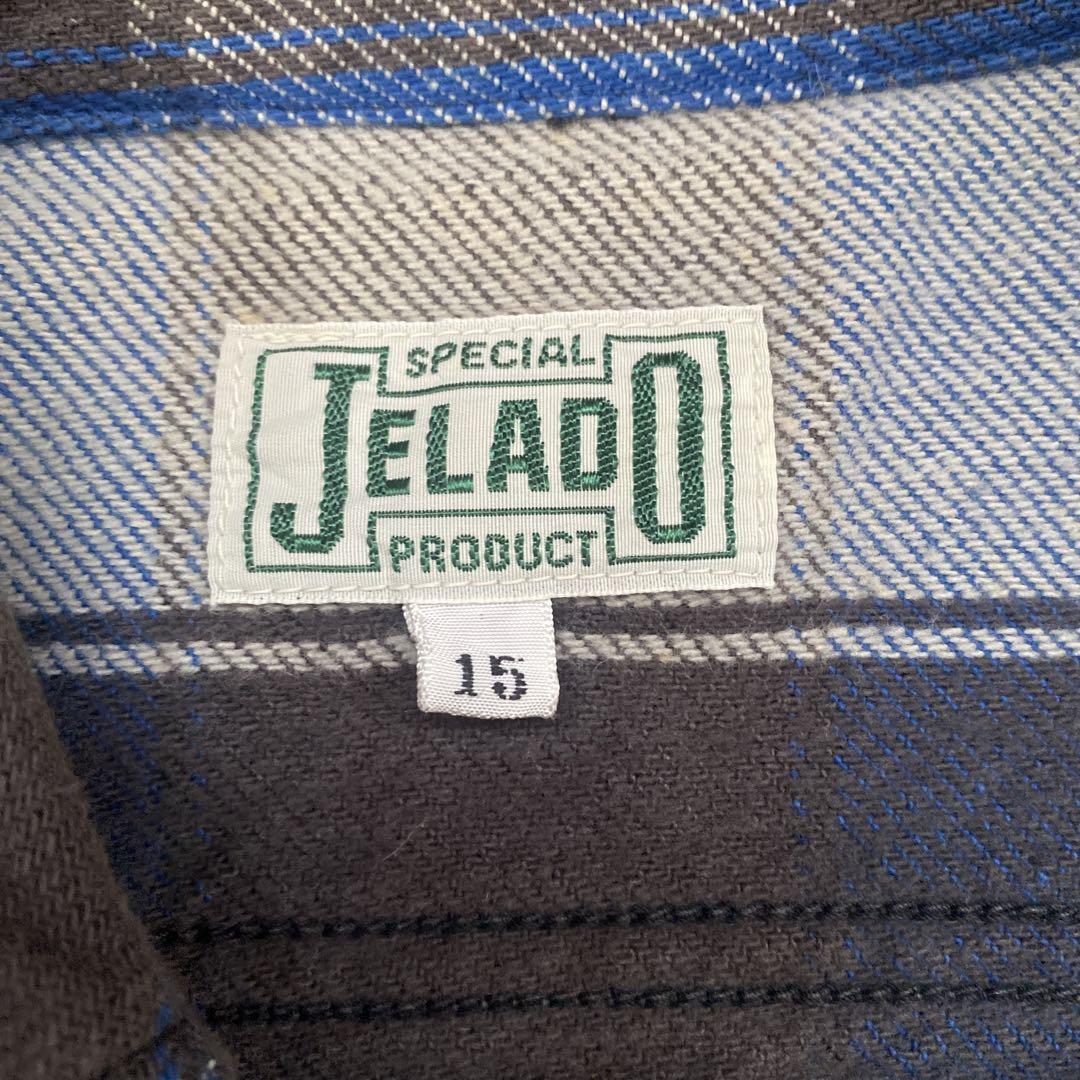 SPECIAL
JELADO
PRODUCT
15